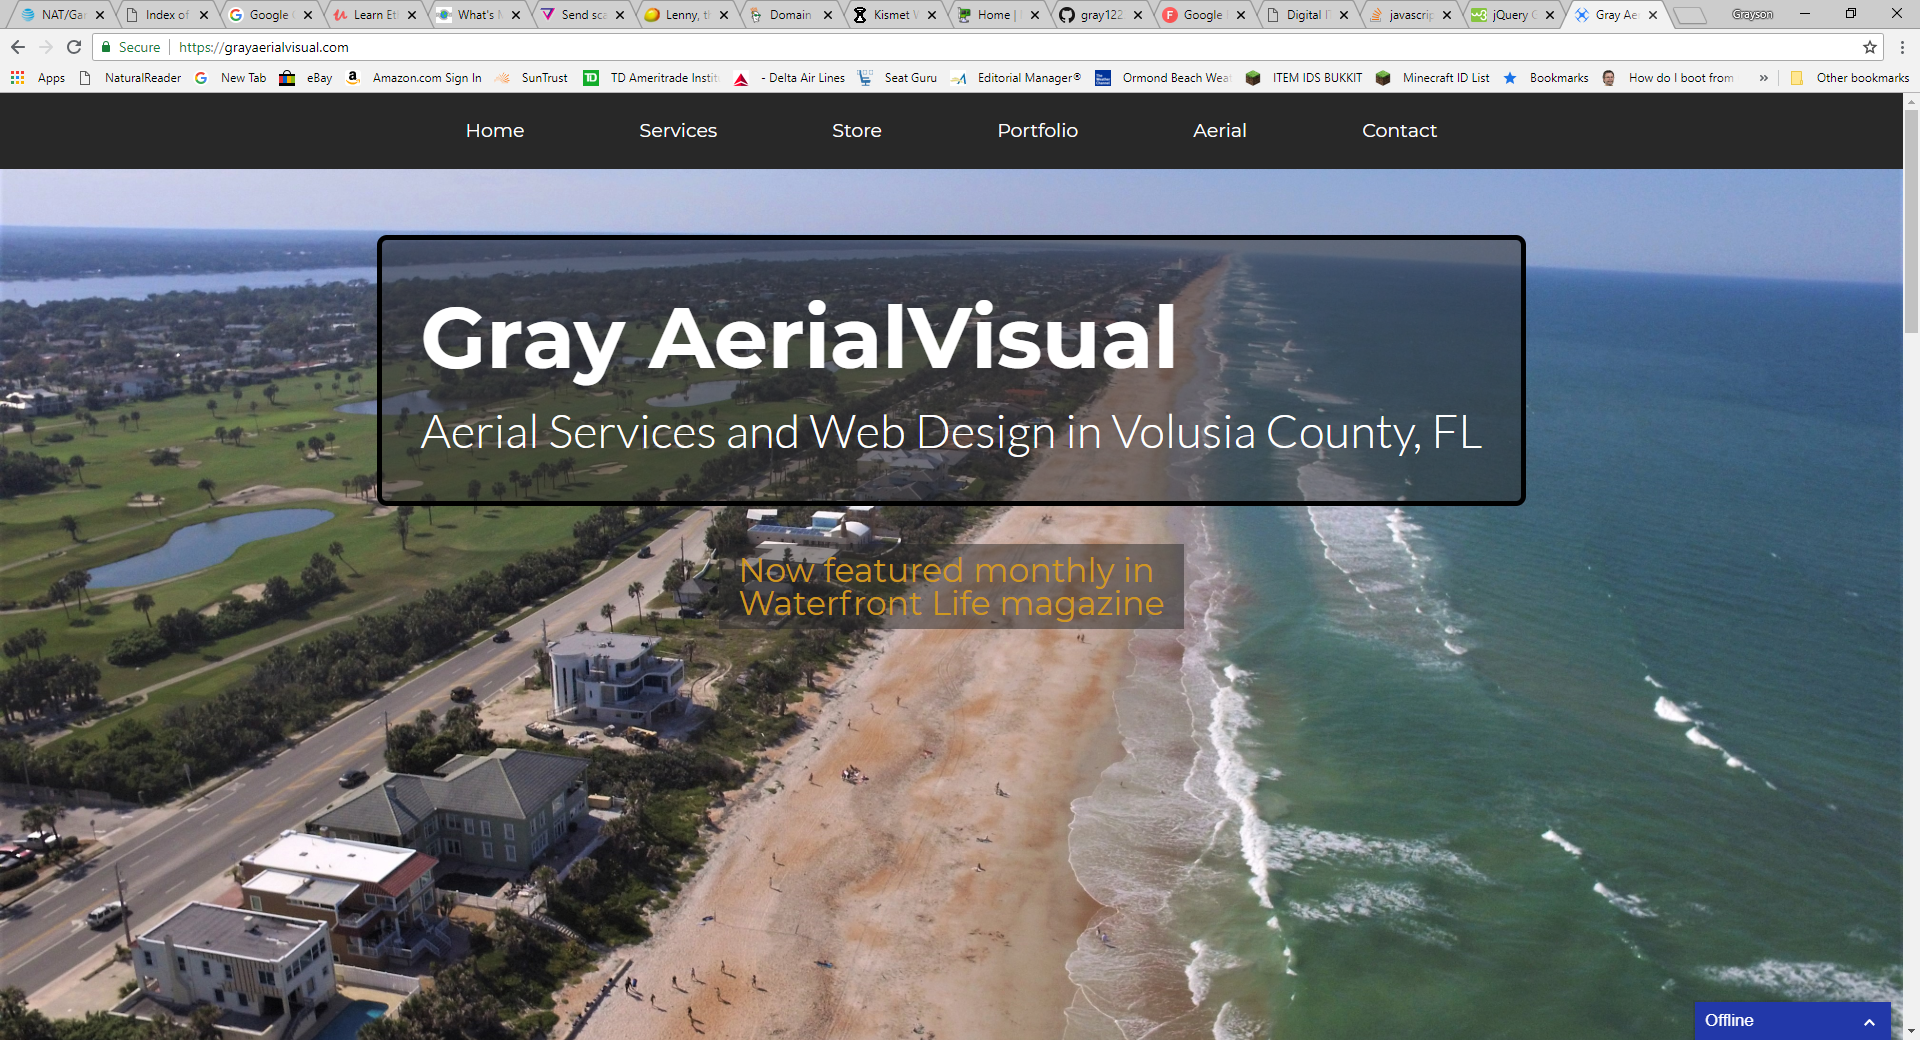 NAT/Ga
Index of
Google
Learn Et
What's
Send sca
Lenny, t
Domain
Kismet
Home |
gray122
Google
Digital
javascrip
jQuery
Gray Ae
Grayson
Secure
https://grayaerialvisual.com
Apps
NaturalReader
New Tab
eBay
Amazon.com Sign In
SunTrust
TD Ameritrade Instit
- Delta Air Lines
Seat Guru
Editorial Manager®
Ormond Beach Wea
ITEM IDS BUKKIT
Minecraft ID List
Bookmarks
How do I boot from
»
Other bookmarks
Home
Services
Store
Portfolio
Aerial
Contact
Gray AerialVisual
Aerial Services and Web Design in Volusia County, FL
Now featured monthly in
Waterfront Life magazine
Offline